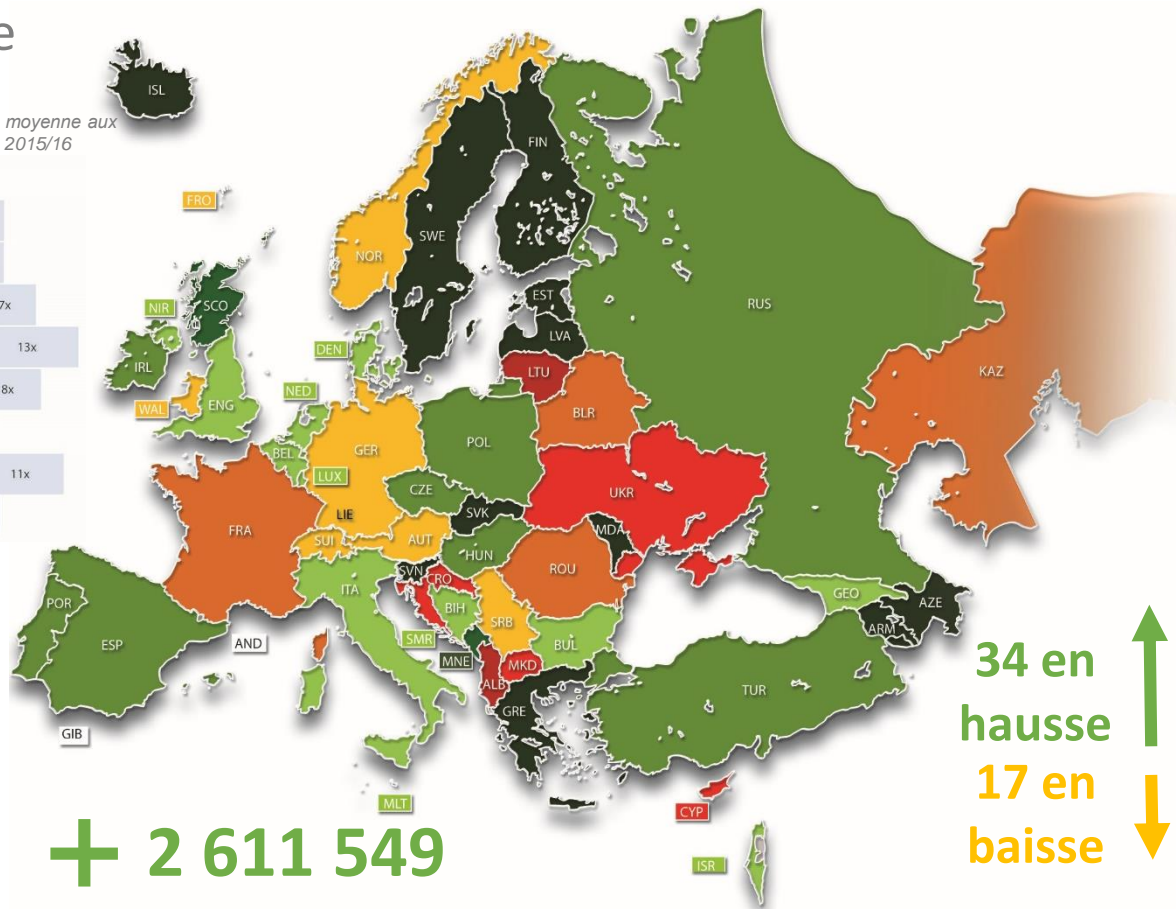 e
moyenne aux
2015/16
7x
13x
8x
11x
ISL
FRO
FIN
SWE
NOR
RUS
EST
LVA
LTU
NIR
SCO
IRL
DEN
WAL
ENG
NED
BLR
KAZ
BEL
GER
POL
LUX
CZE
UKR
LIE
SVK
FRA
MDA
SUI
AUT
HUN
SVN
CRO
ROU
ITA
BIH
GEO
POR
SRB
AZE
ESP
AND
SMR
BUL
ARM
MNE
MKD
ALB
TUR
GRE
GIB
MLT
CYP
ISR
34 en
hausse
17 en
baisse
+ 2 611 549